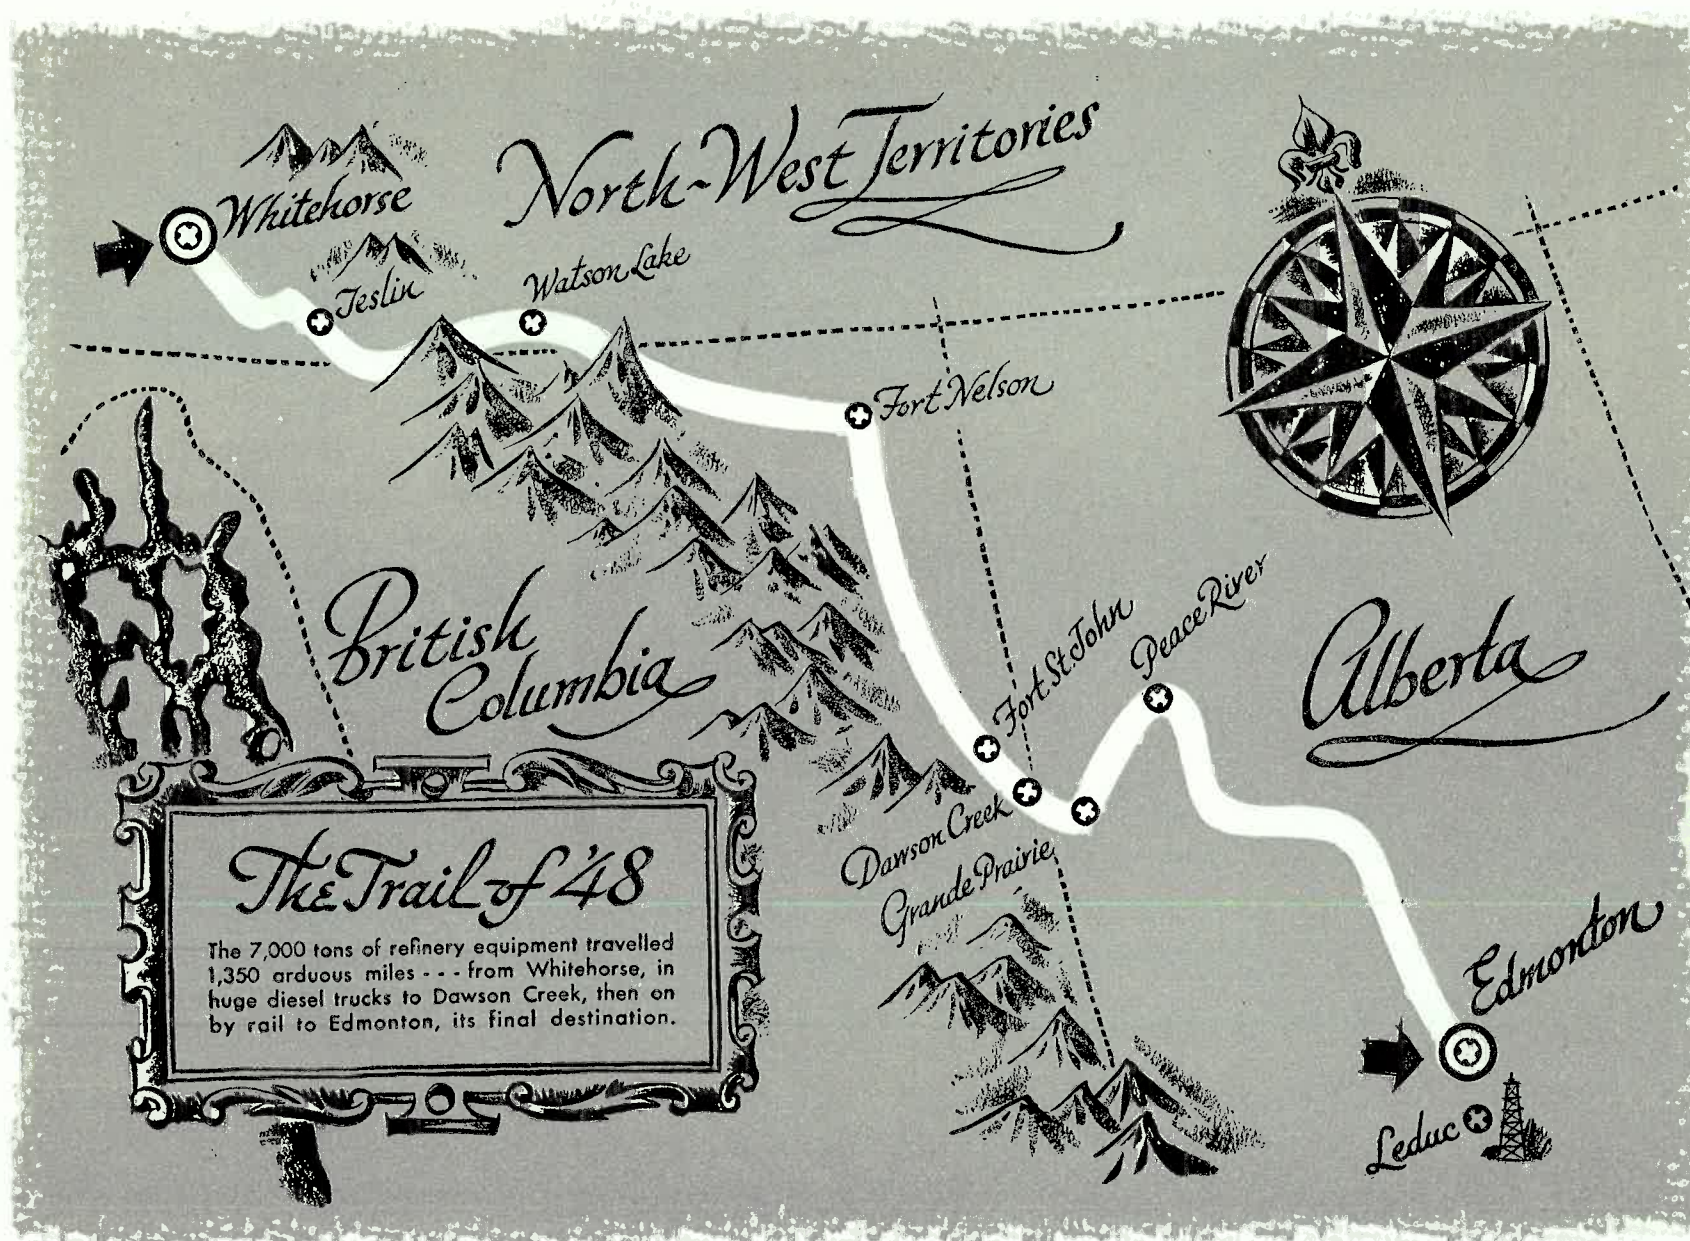 North-West Territories
Whitehorse
Teslin
Watson Lake
Fort Nelson
Fort St. John
Peace River
British
Columbia
Alberta
Dawson Creek
Grande Prairie
Edmonton
Leduc
The Trail of '48
The 7,000 tons of refinery equipment travelled
1,350 arduous miles - - - from Whitehorse, in
huge diesel trucks to Dawson Creek, then on
by rail to Edmonton, its final destination.